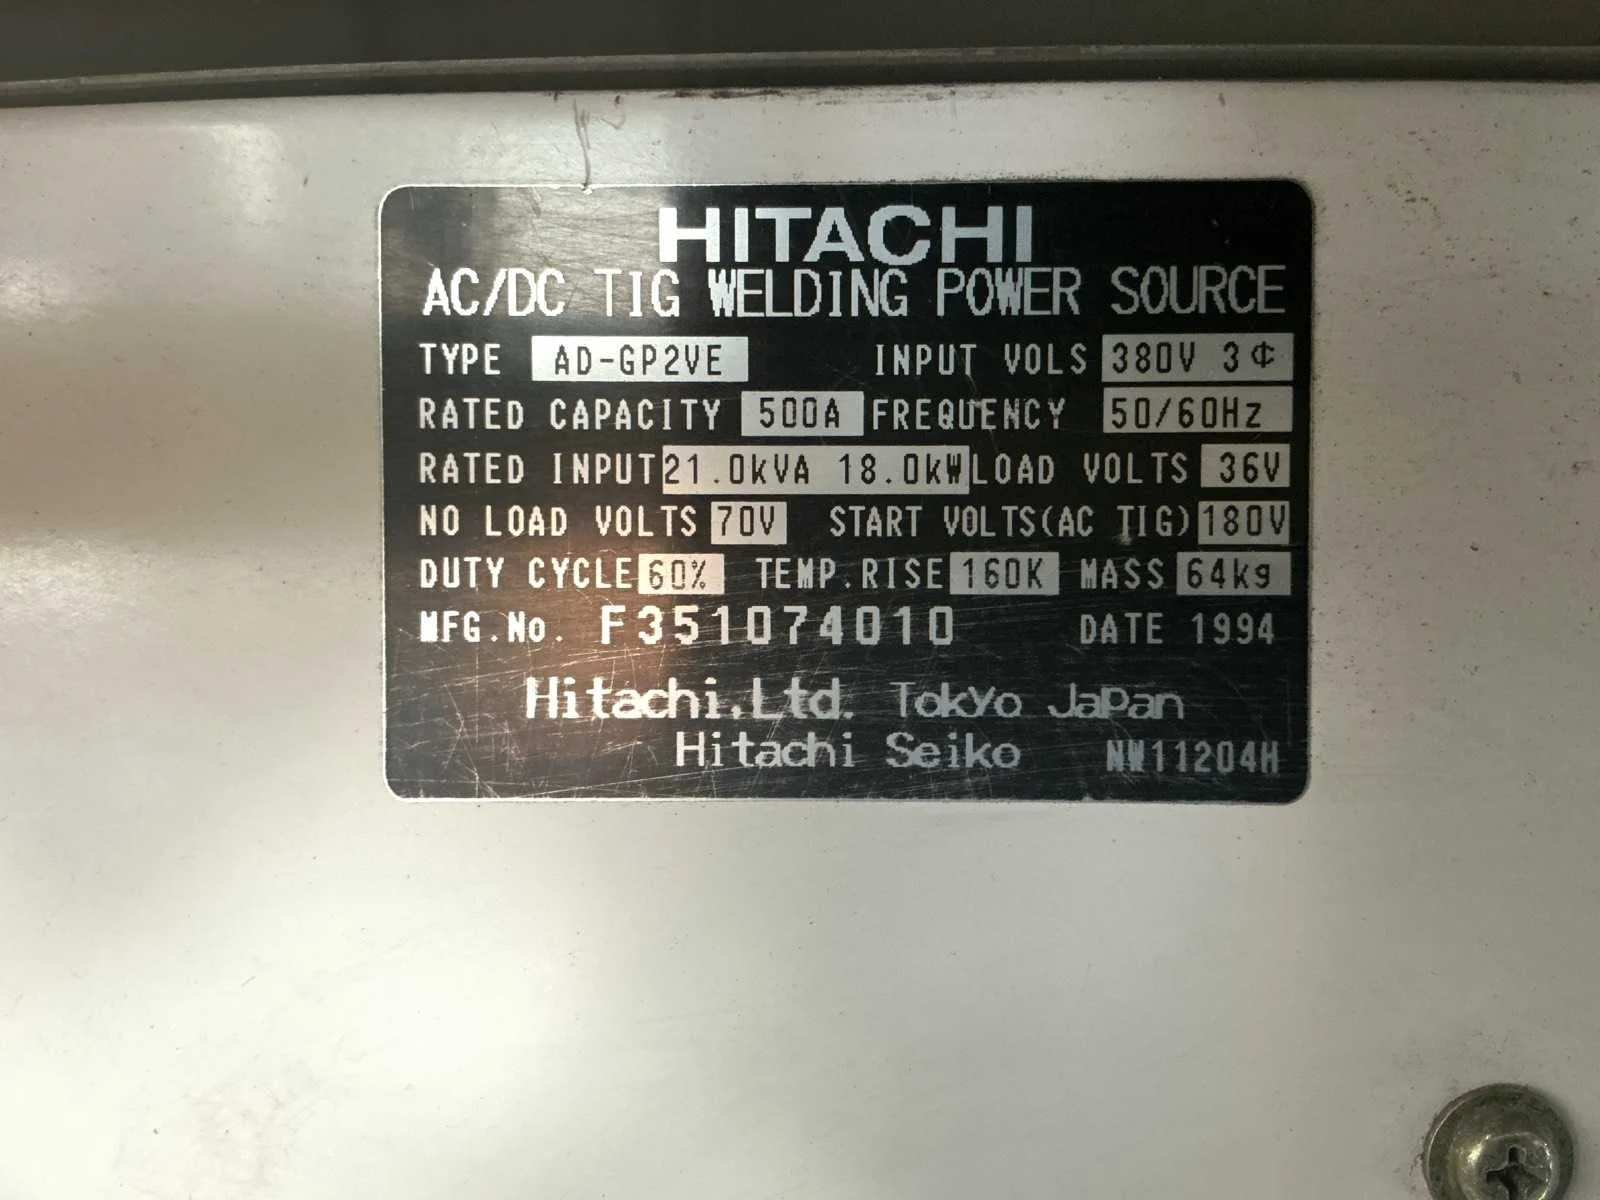 HITACHI
AC/DC TIG WELDING POWER SOURCE
TYPE AD-GP2VE INPUT VOLS 380V 3¢
RATED CAPACITY 500A FREQUENCY 50/60Hz
RATED INPUT 21.0kVA 18.0kW LOAD VOLTS 36V
NO LOAD VOLTS 70V START VOLTS(AC TIG) 180V
DUTY CYCLE 60% TEMP.RISE 160K MASS 64kg
MFG.No. F351074010 DATE 1994
Hitachi,Ltd. Tokyo Japan
Hitachi Seiko NW11204H